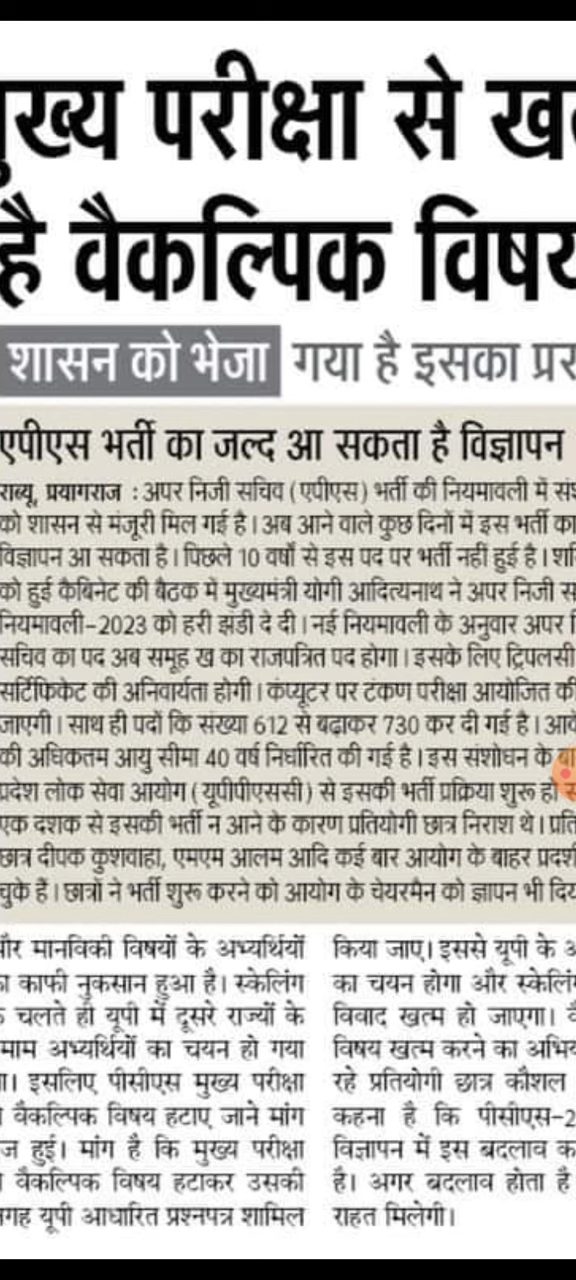 मुख्य परीक्षा से
है वैकल्पिक विषय
शासन को भेजा गया है इसका
एपीएस भर्ती का जल्द आ सकता है विज्ञापन
राब्यू, प्रयागराज : अपर निजी सचिव (एपीएस) भर्ती की नियमावली में
को शासन से मंजूरी मिल गई है। अब आने वाले कुछ दिनों में इस भर्ती का
विज्ञापन आ सकता है। पिछले 10 वर्षों से इस पद पर भर्ती नहीं हुई है।
को हुई कैबिनेट की बैठक में मुख्यमंत्री योगी आदित्यनाथ ने अपर निजी
नियमावली-2023 को हरी झंडी दे दी। नई नियमावली के अनुवार अपर
सचिव का पद अब समूह ख का राजपत्रित पद होगा। इसके लिए ट्रिपलसी
सर्टिफिकेट की अनिवार्यता होगी। कंप्यूटर पर टंकण परीक्षा आयोजित की
जाएगी। साथ ही पदों कि संख्या 612 से बढ़ाकर 730 कर दी गई है।
की अधिकतम आयु सीमा 40 वर्ष निर्धारित की गई है। इस संशोधन के
प्रदेश लोक सेवा आयोग (यूपीपीएससी) से इसकी भर्ती प्रक्रिया शुरू हो
एक दशक से इसकी भर्ती न आने के कारण प्रतियोगी छात्र निराश थे।
छात्र दीपक कुशवाहा, एमएम आलम आदि कई बार आयोग के बाहर
चुके हैं। छात्रों ने भर्ती शुरू करने को आयोग के चेयरमैन को ज्ञापन भी
और मानविकी विषयों के अभ्यर्थियों
का काफी नुकसान हुआ है। स्केलिंग
चलते ही यूपी में दूसरे राज्यों के
तमाम अभ्यर्थियों का चयन हो गया
इसलिए पीसीएस मुख्य परीक्षा
वैकल्पिक विषय हटाए जाने मांग
हुई। मांग है कि मुख्य परीक्षा
वैकल्पिक विषय हटाकर उसकी
जगह यूपी आधारित प्रश्नपत्र शामिल
किया जाए। इससे यूपी के
का चयन होगा और
विवाद खत्म हो जाएगा।
विषय खत्म करने का
रहे प्रतियोगी छात्र कौशल
कहना है कि
विज्ञापन में इस बदलाव
है। अगर बदलाव होता है
राहत मिलेगी।